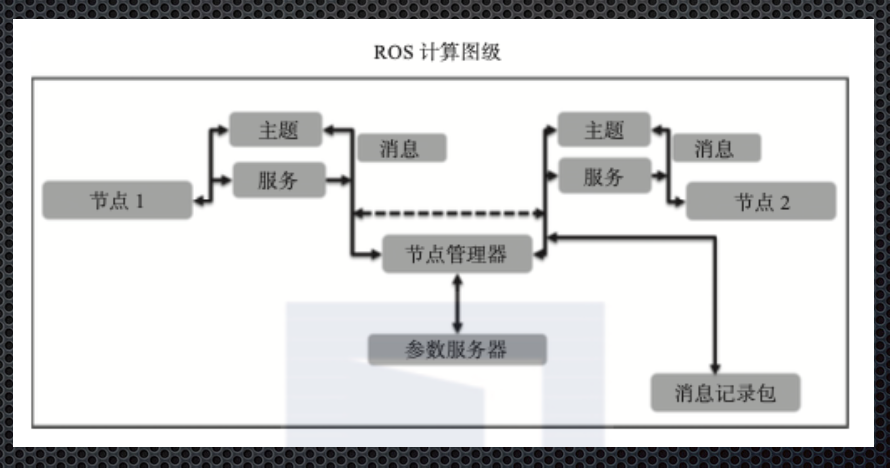 ROS 计算图级
主题
消息
服务
节点 1
主题
消息
服务
节点 2
节点管理器
参数服务器
消息记录包